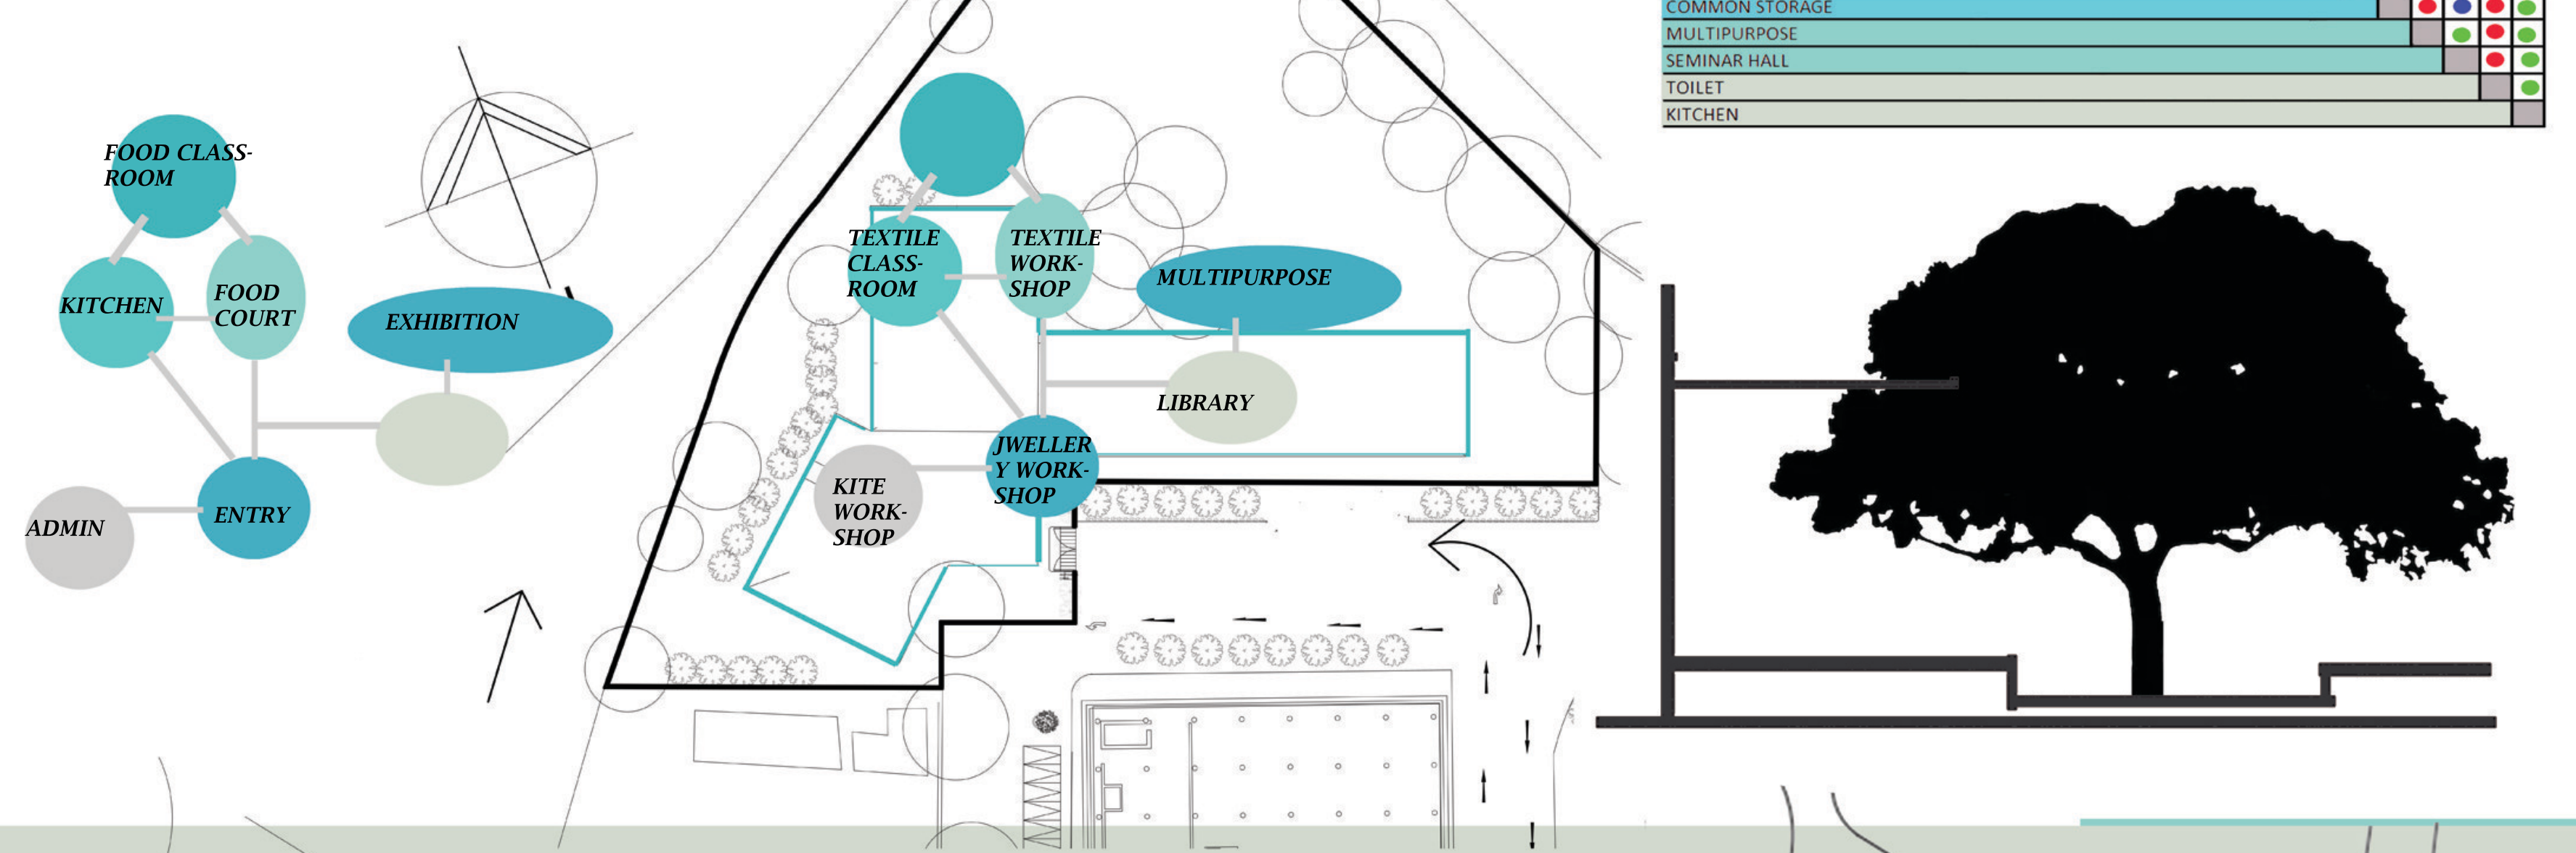 COMMON STORAGE
MULTIPURPOSE
SEMINAR HALL
TOILET
KITCHEN
FOOD CLASS-
ROOM
KITCHEN
FOOD
COURT
EXHIBITION
ADMIN
ENTRY
TEXTILE
CLASS-
ROOM
TEXTILE
WORK-
SHOP
MULTIPURPOSE
LIBRARY
JWELLER
Y WORK-
SHOP
KITE
WORK-
SHOP